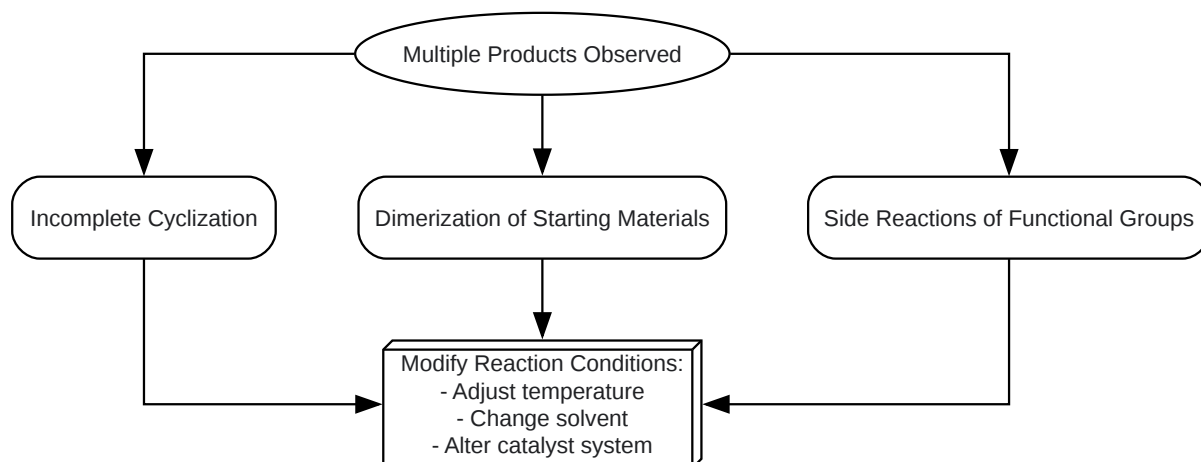 Multiple Products Observed
Incomplete Cyclization
Dimerization of Starting Materials
Side Reactions of Functional Groups
Modify Reaction Conditions:
- Adjust temperature
- Change solvent
- Alter catalyst system